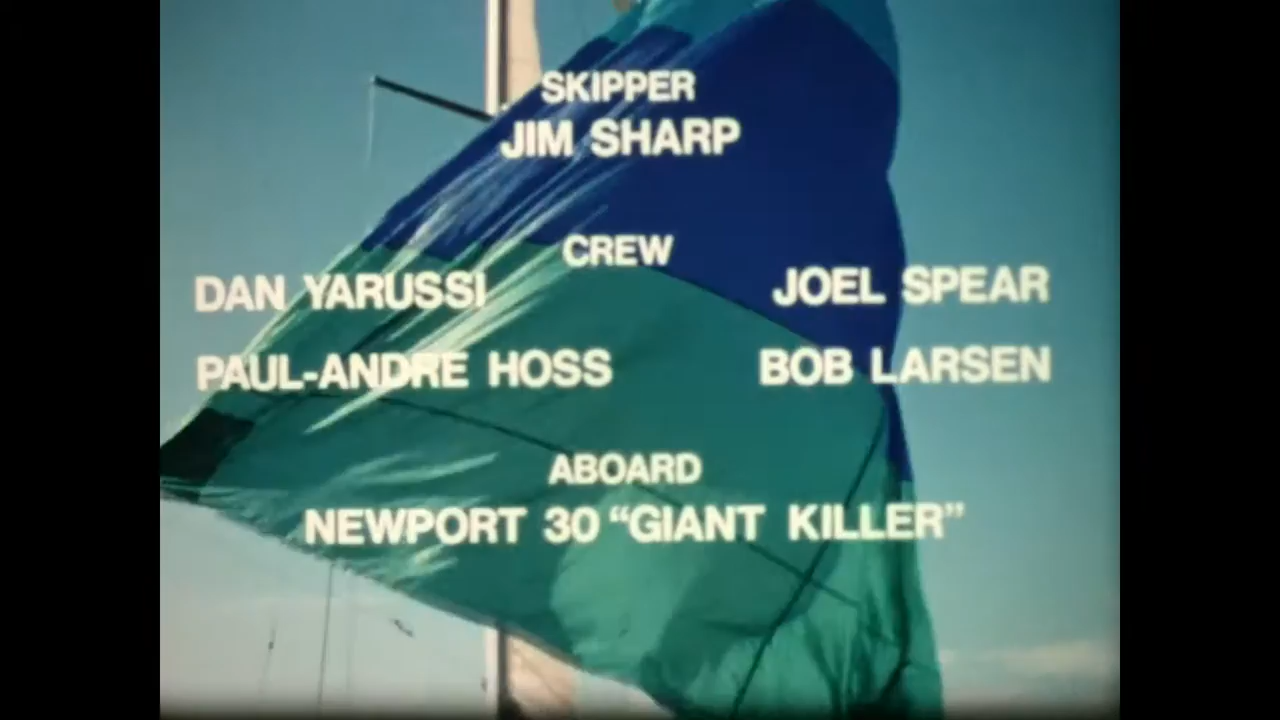 SKIPPER
JIM SHARP
CREW
DAN YARUSSI JOEL SPEAR
PAUL-ANDRE HOSS BOB LARSEN
ABOARD
NEWPORT 30 “GIANT KILLER”